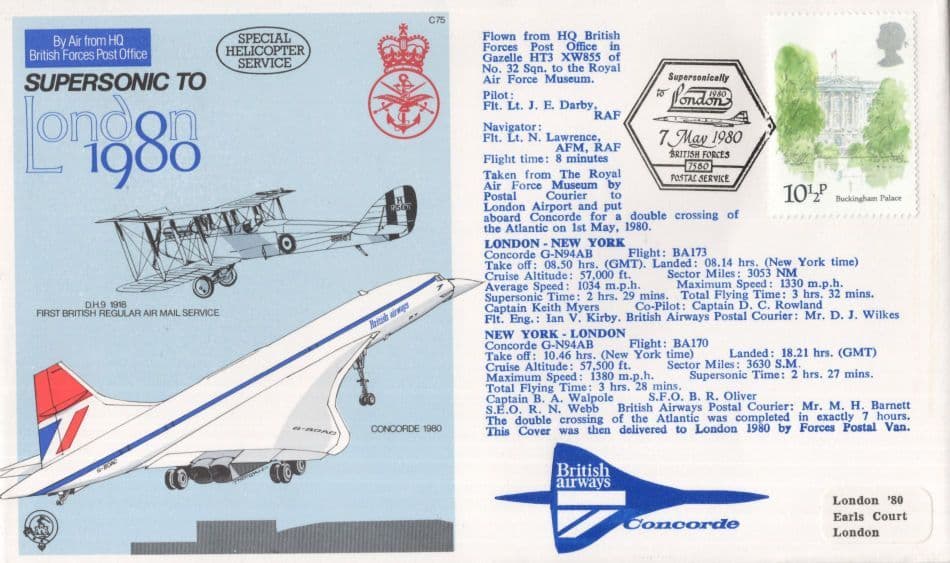 C75
By Air from HQ
British Forces Post Office
SPECIAL
HELICOPTER
SERVICE
SUPERSONIC TO
London
1980
D.H.9 1918
FIRST BRITISH REGULAR AIR MAIL SERVICE
British airways
G-BOAC
G-BOAC
CONCORDE 1980
Flown from HQ British
Forces Post Office in
Gazelle HT3 XW855 of
No. 32 Sqn. to the Royal
Air Force Museum.
Pilot:
Flt. Lt. J. E. Darby,
RAF
Navigator:
Flt. Lt. N. Lawrence,
AFM, RAF
Flight time: 8 minutes
Taken from The Royal
Air Force Museum by
Postal Courier to
London Airport and put
aboard Concorde for a double crossing of
the Atlantic on 1st May, 1980.
LONDON - NEW YORK
Concorde G-N94AB Flight: BA173
Take off: 08.50 hrs. (GMT). Landed: 08.14 hrs. (New York time)
Cruise Altitude: 57,000 ft. Sector Miles: 3053 NM
Average Speed: 1034 m.p.h. Maximum Speed: 1330 m.p.h.
Supersonic Time: 2 hrs. 29 mins. Total Flying Time: 3 hrs. 32 mins.
Captain Keith Myers Co-Pilot: Captain D. C. Rowland
Flt. Eng.: Ian V. Kirby. British Airways Postal Courier: Mr. D. J. Wilkes
NEW YORK - LONDON
Concorde G-N94AB Flight: BA170
Take off: 10.46 hrs. (New York time) Landed: 18.21 hrs. (GMT)
Cruise Altitude: 57,500 ft. Sector Miles: 3630 S.M.
Maximum Speed: 1380 m.p.h. Supersonic Time: 2 hrs. 27 mins.
Total Flying Time: 3 hrs. 28 mins.
Captain B. A. Walpole S.F.O. B. R. Oliver
S.E.O. R. N. Webb British Airways Postal Courier: Mr. M. H. Barnett
The double crossing of the Atlantic was completed in exactly 7 hours.
This Cover was then delivered to London 1980 by Forces Postal Van.
Supersonically
to London 1980
7 May 1980
BRITISH FORCES
7580
POSTAL SERVICE
10½P
Buckingham Palace
British
airways
Concorde
London '80
Earls Court
London